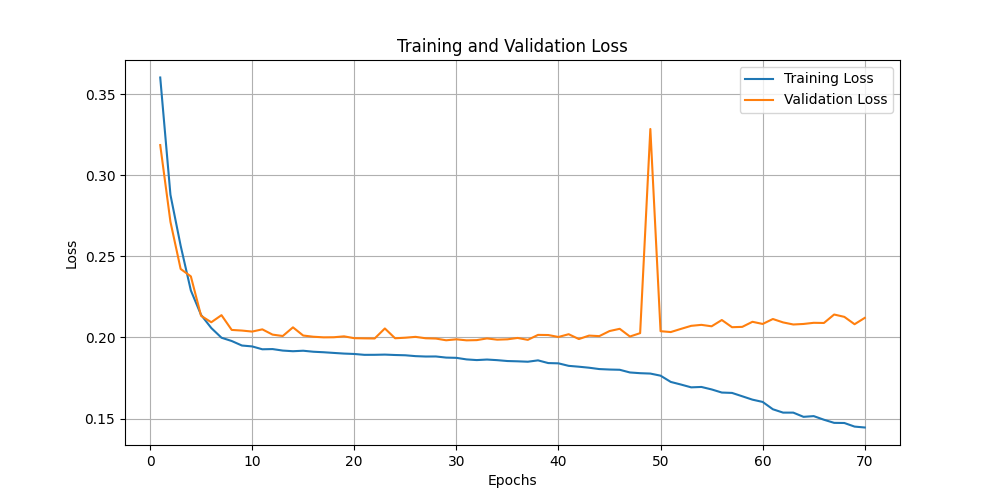 Training and Validation Loss
Training Loss
Validation Loss
0.35
0.30
0.25
0.20
0.15
Loss
0 10 20 30 40 50 60 70
Epochs